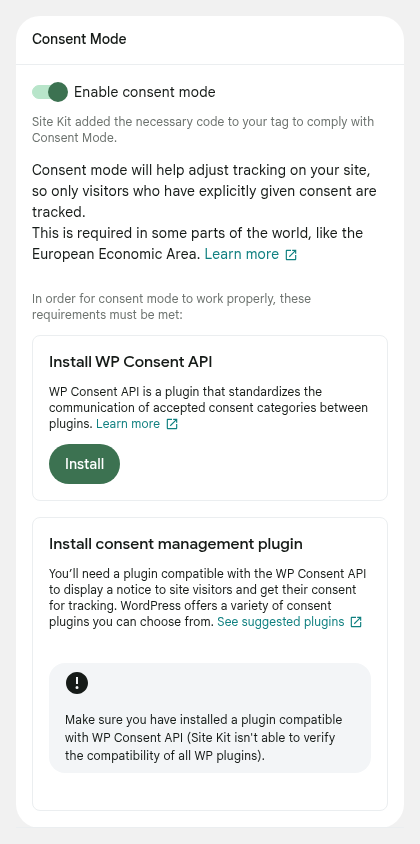 Consent Mode
Enable consent mode
Site Kit added the necessary code to your tag to comply with
Consent Mode.
Consent mode will help adjust tracking on your site,
so only visitors who have explicitly given consent are
tracked.
This is required in some parts of the world, like the
European Economic Area. Learn more
In order for consent mode to work properly, these
requirements must be met:
Install WP Consent API
WP Consent API is a plugin that standardizes the
communication of accepted consent categories between
plugins. Learn more
Install
Install consent management plugin
You’ll need a plugin compatible with the WP Consent API
to display a notice to site visitors and get their consent
for tracking. WordPress offers a variety of consent
plugins you can choose from. See suggested plugins
Make sure you have installed a plugin compatible
with WP Consent API (Site Kit isn't able to verify
the compatibility of all WP plugins).